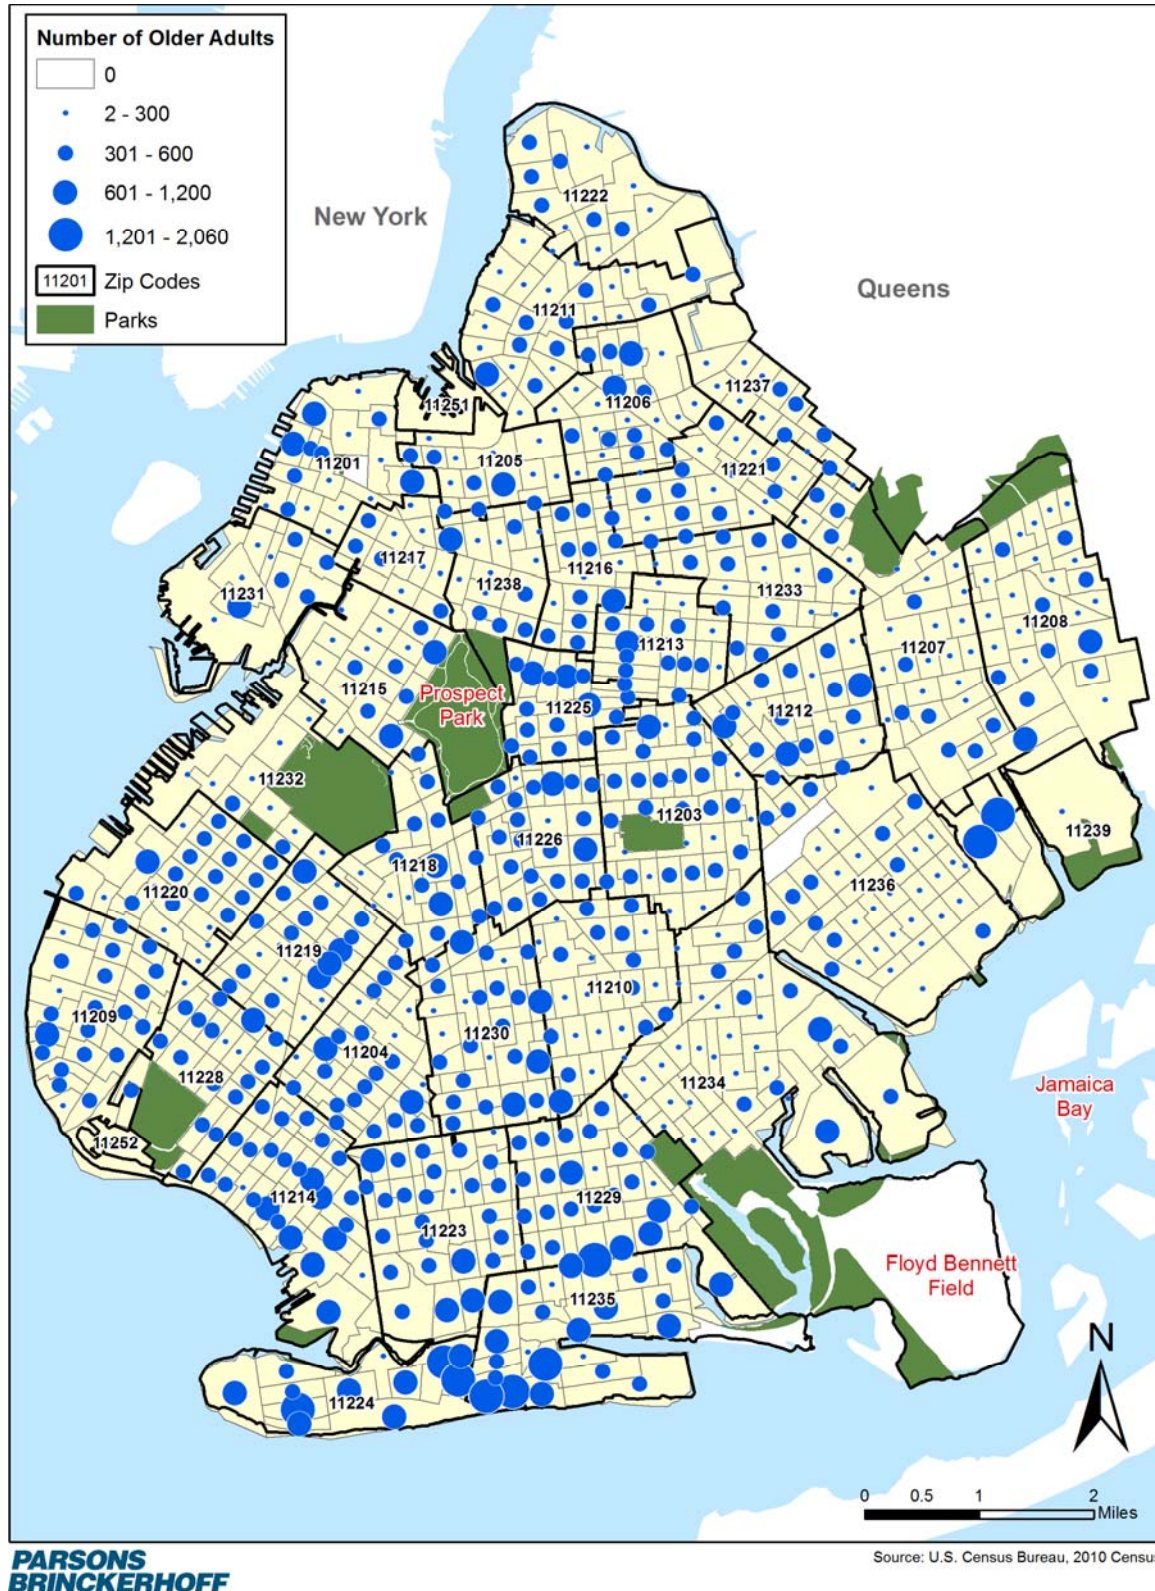 Number of Older Adults
0
2 - 300
301 - 600
601 - 1,200
1,201 - 2,060
11201 Zip Codes
Parks
New York
Queens
11222
11211
11237
11206
11251
11201
11205
11221
11217
11238
11216
11233
11231
11208
11207
11213
11215
Prospect
Park
11225
11212
11232
11203
11239
11226
11218
11236
11220
11219
11210
11209
11230
11204
11228
11234
Jamaica
Bay
11252
11214
11229
11223
Floyd Bennett
Field
11235
11224
N
0 0.5 1 2
Miles
PARSONS
BRINCKERHOFF
Source: U.S. Census Bureau, 2010 Census